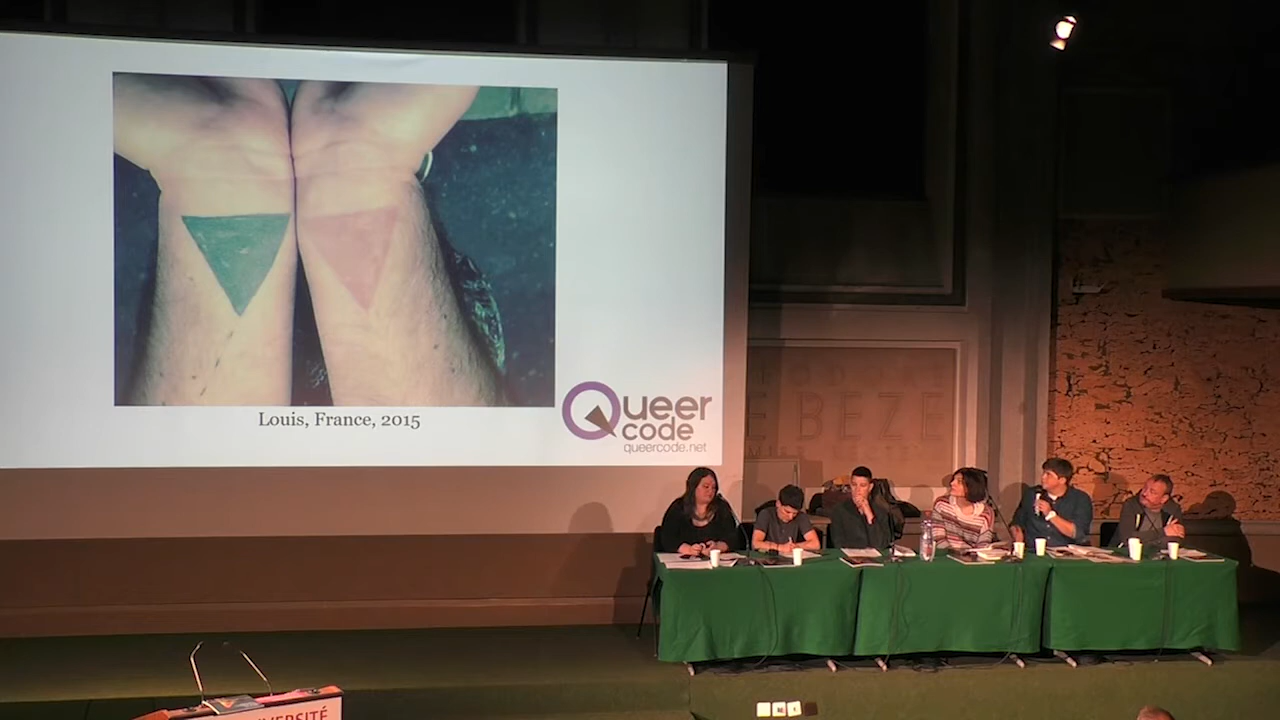 Louis, France, 2015
Queer
code
queercode.net
E BEZE
UNIVERSITÉ